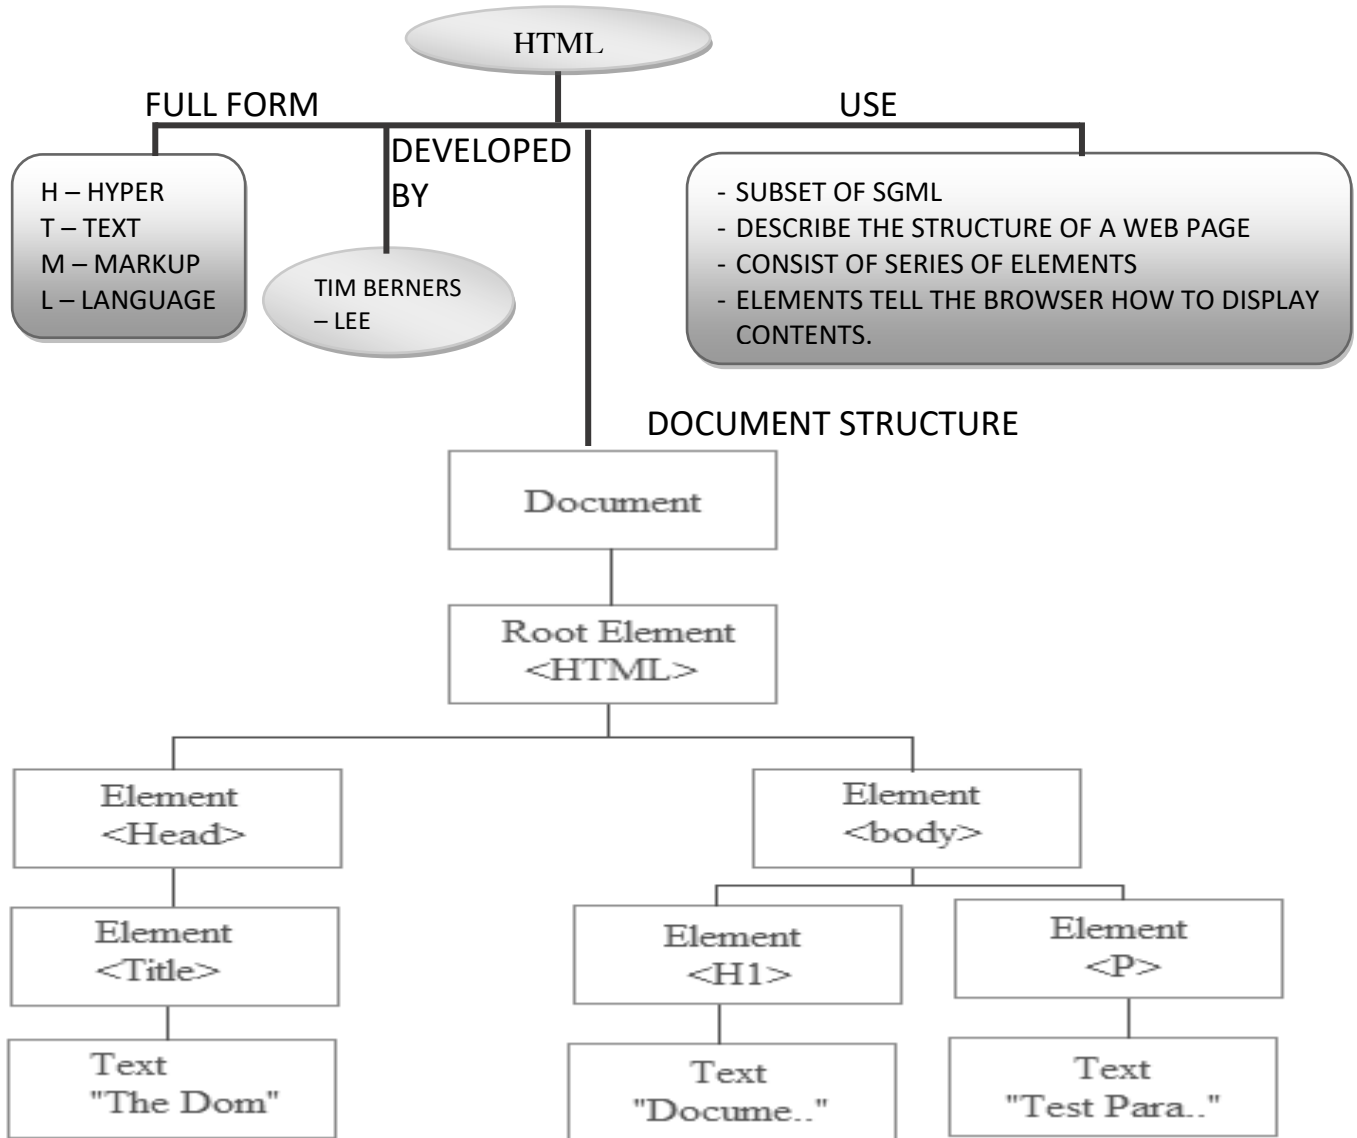 HTML
FULL FORM
USE
DEVELOPED
BY
H – HYPER
T – TEXT
M – MARKUP
L – LANGUAGE
TIM BERNERS
– LEE
- SUBSET OF SGML
- DESCRIBE THE STRUCTURE OF A WEB PAGE
- CONSIST OF SERIES OF ELEMENTS
- ELEMENTS TELL THE BROWSER HOW TO DISPLAY
CONTENTS.
DOCUMENT STRUCTURE
Document
Root Element
<HTML>
Element
<Head>
Element
<body>
Element
<Title>
Element
<H1>
Element
<P>
Text
"The Dom"
Text
"Docume.."
Text
"Test Para.."